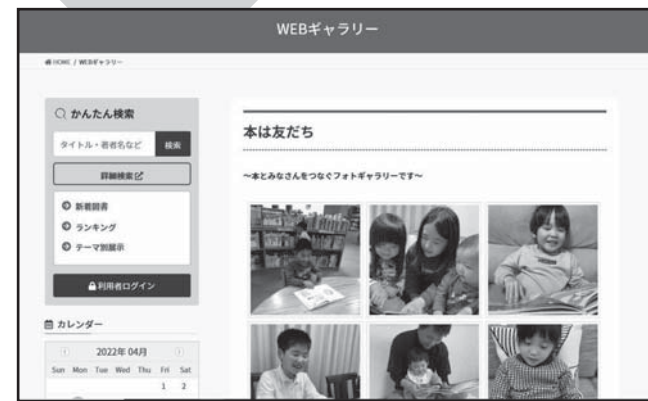 WEBギャラリー
HOME / WEBギャラリー
かんたん検索
タイトル・著者名など 検索
詳細検索
新着図書
ランキング
テーマ別展示
利用者ログイン
カレンダー
2022年 04月
Sun Mon Tue Wed Thu Fri Sat
1 2
本は友だち
～本とみなさんをつなぐフォトギャラリーです～